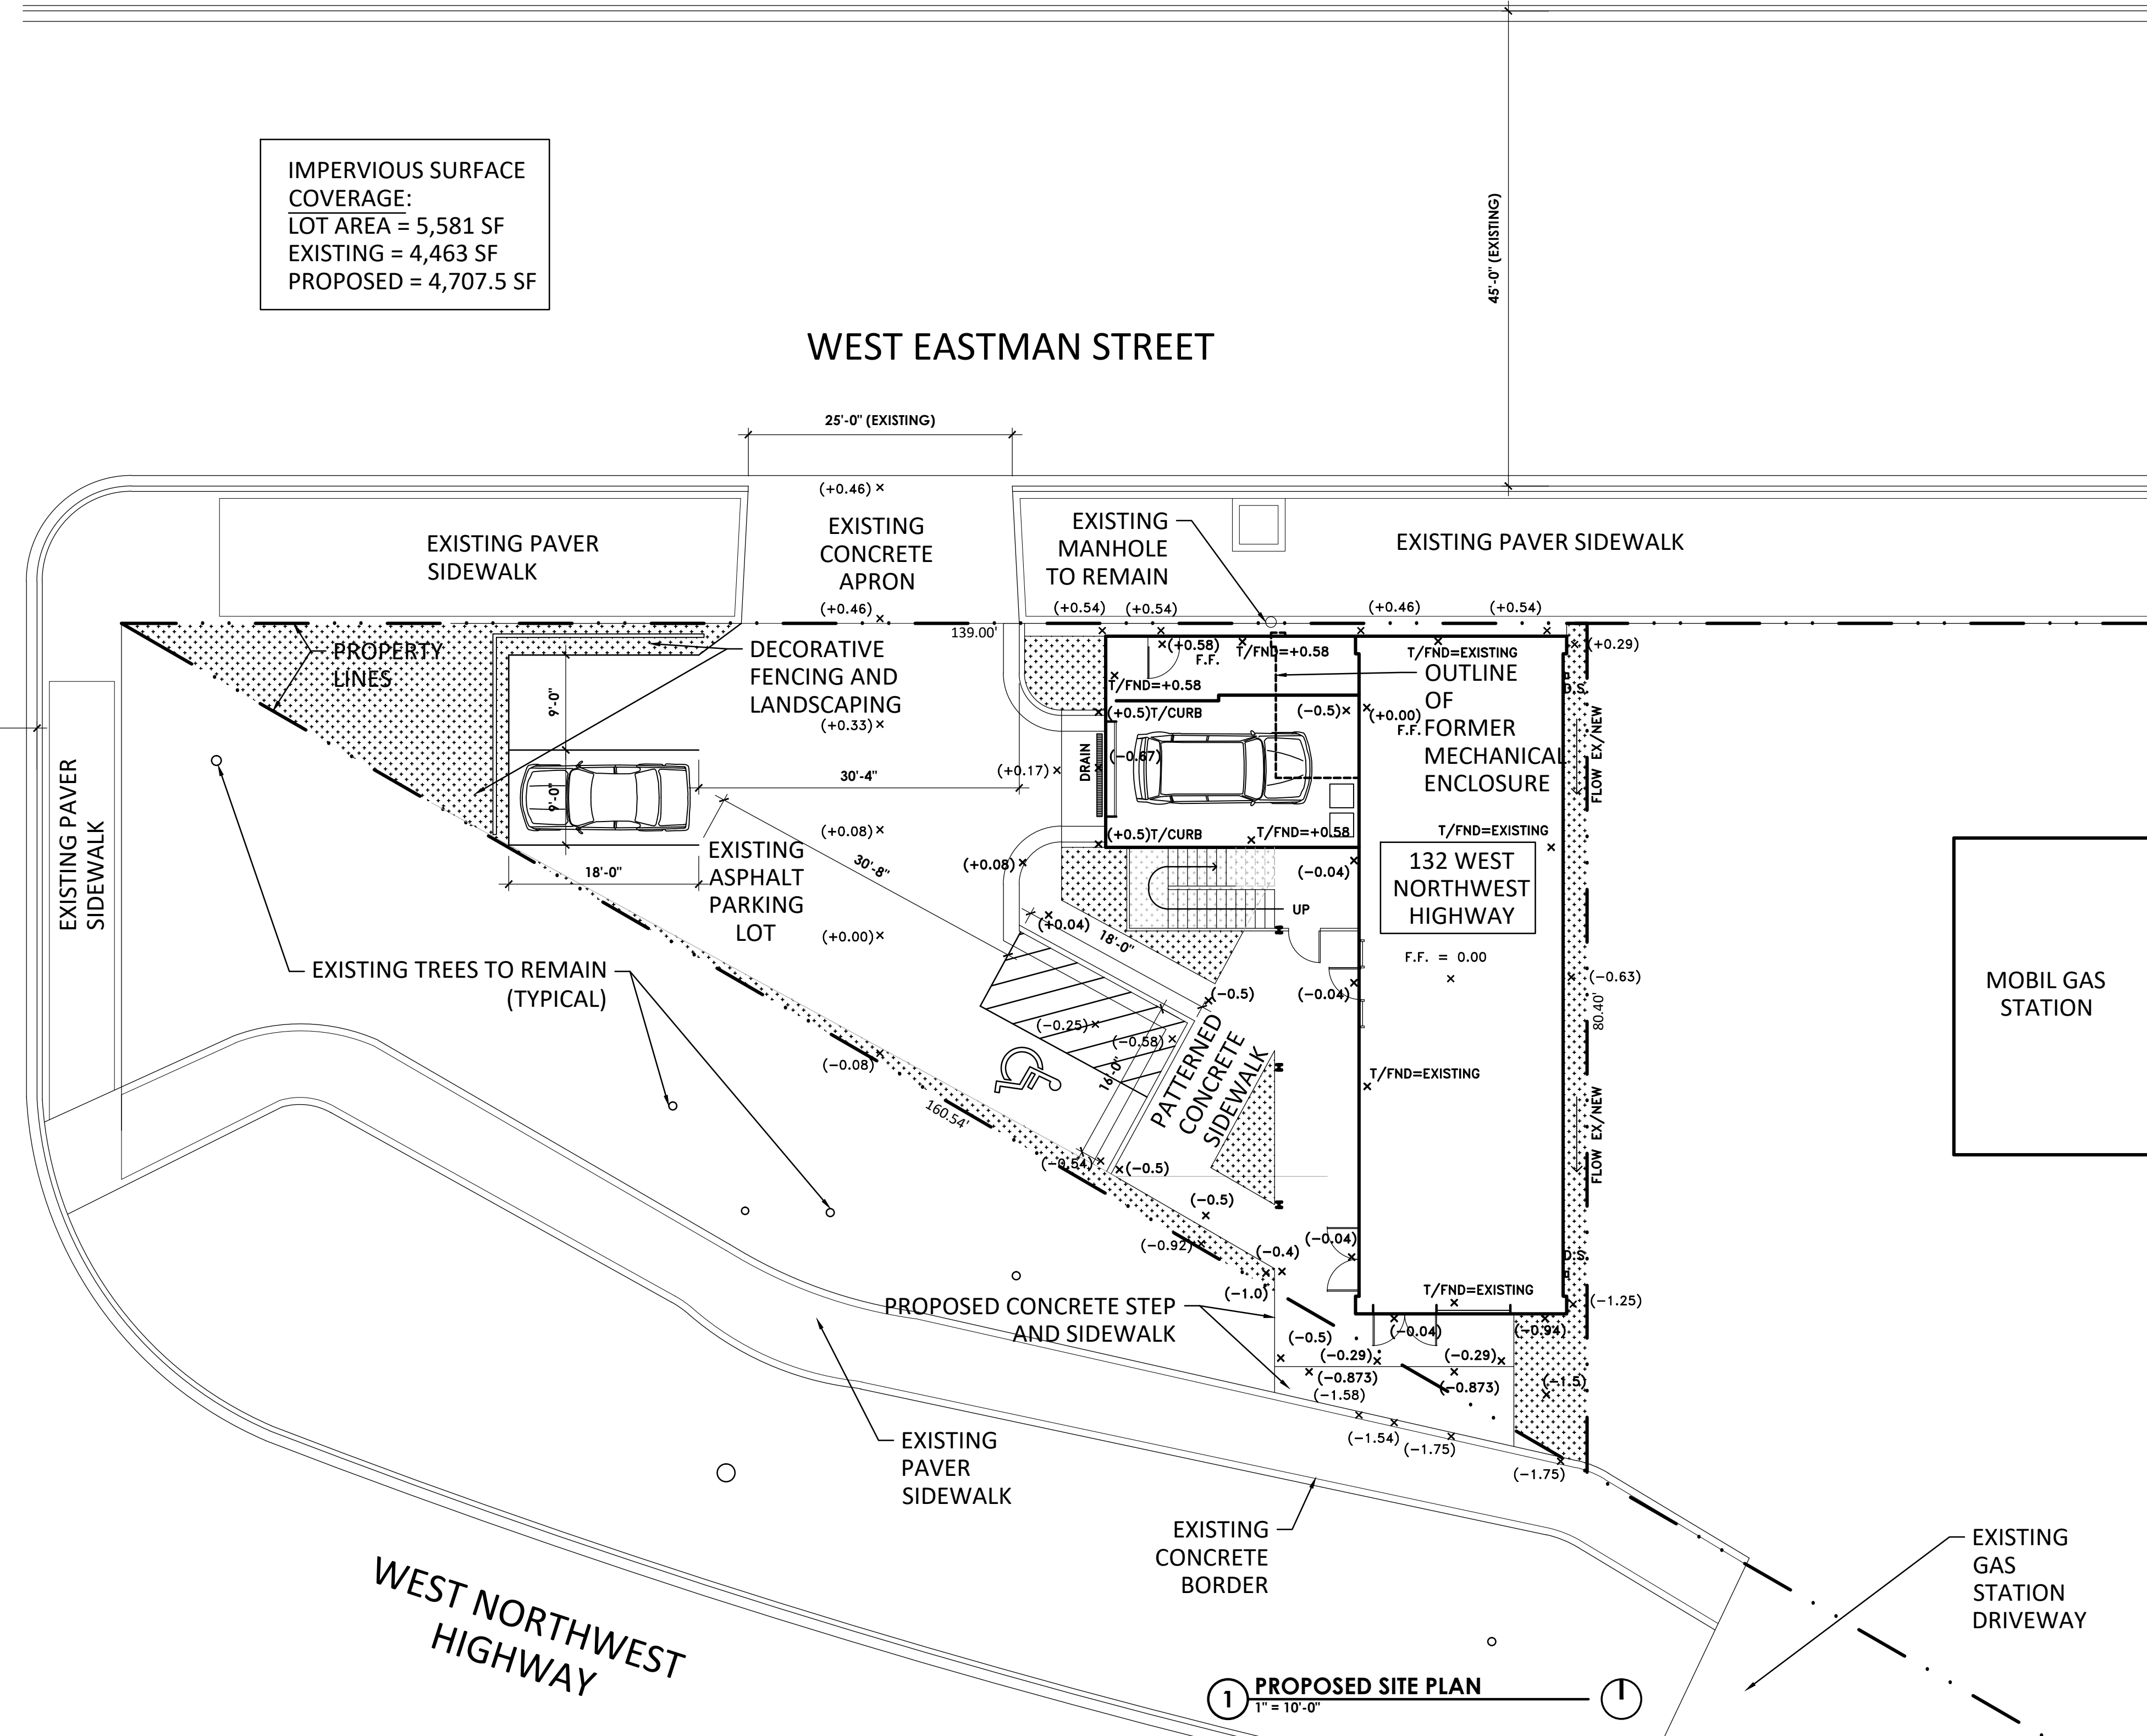 IMPERVIOUS SURFACE
COVERAGE:
LOT AREA = 5,581 SF
EXISTING = 4,463 SF
PROPOSED = 4,707.5 SF
45'-0" (EXISTING)
WEST EASTMAN STREET
25'-0" (EXISTING)
(+0.46)
EXISTING PAVER
SIDEWALK
EXISTING
CONCRETE
APRON
(+0.46)
EXISTING
MANHOLE
TO REMAIN
EXISTING PAVER SIDEWALK
(+0.54)
(+0.54)
(+0.46)
(+0.54)
139.00'
PROPERTY
LINES
DECORATIVE
FENCING AND
LANDSCAPING
(+0.33)
9'-0"
9'-0"
18'-0"
30'-4"
(+0.17)
(+0.08)
30'-8"
(+0.08)
(+0.58)
F.F.
T/FND=+0.58
T/FND=+0.58
(+0.5)T/CURB
(-0.5)
DRAIN
(-0.67)
(+0.5)T/CURB
T/FND=+0.58
T/FND=EXISTING
(+0.29)
OUTLINE
OF
FORMER
MECHANICAL
ENCLOSURE
(+0.00)
F.F.
D.S.
FLOW EX/NEW
T/FND=EXISTING
132 WEST
NORTHWEST
HIGHWAY
F.F. = 0.00
(-0.04)
UP
(+0.04)
18'-0"
(-0.04)
(-0.5)
(-0.63)
80.40'
MOBIL GAS
STATION
EXISTING
ASPHALT
PARKING
LOT
(+0.00)
EXISTING PAVER
SIDEWALK
EXISTING TREES TO REMAIN
(TYPICAL)
(-0.08)
(-0.25)
(-0.58)
16'-0"
PATTERNED
CONCRETE
SIDEWALK
T/FND=EXISTING
FLOW EX/NEW
160.54'
(-0.54)
(-0.5)
(-0.5)
(-0.92)
(-0.4)
(-0.04)
(-1.0)
D.S.
T/FND=EXISTING
(-1.25)
PROPOSED CONCRETE STEP
AND SIDEWALK
(-0.5)
(-0.04)
(-0.94)
(-0.29)
(-0.29)
(-0.873)
(-0.873)
(-1.5)
(-1.58)
(-1.54)
(-1.75)
(-1.75)
EXISTING
PAVER
SIDEWALK
EXISTING
CONCRETE
BORDER
EXISTING
GAS
STATION
DRIVEWAY
WEST NORTHWEST
HIGHWAY
1
PROPOSED SITE PLAN
1" = 10'-0"